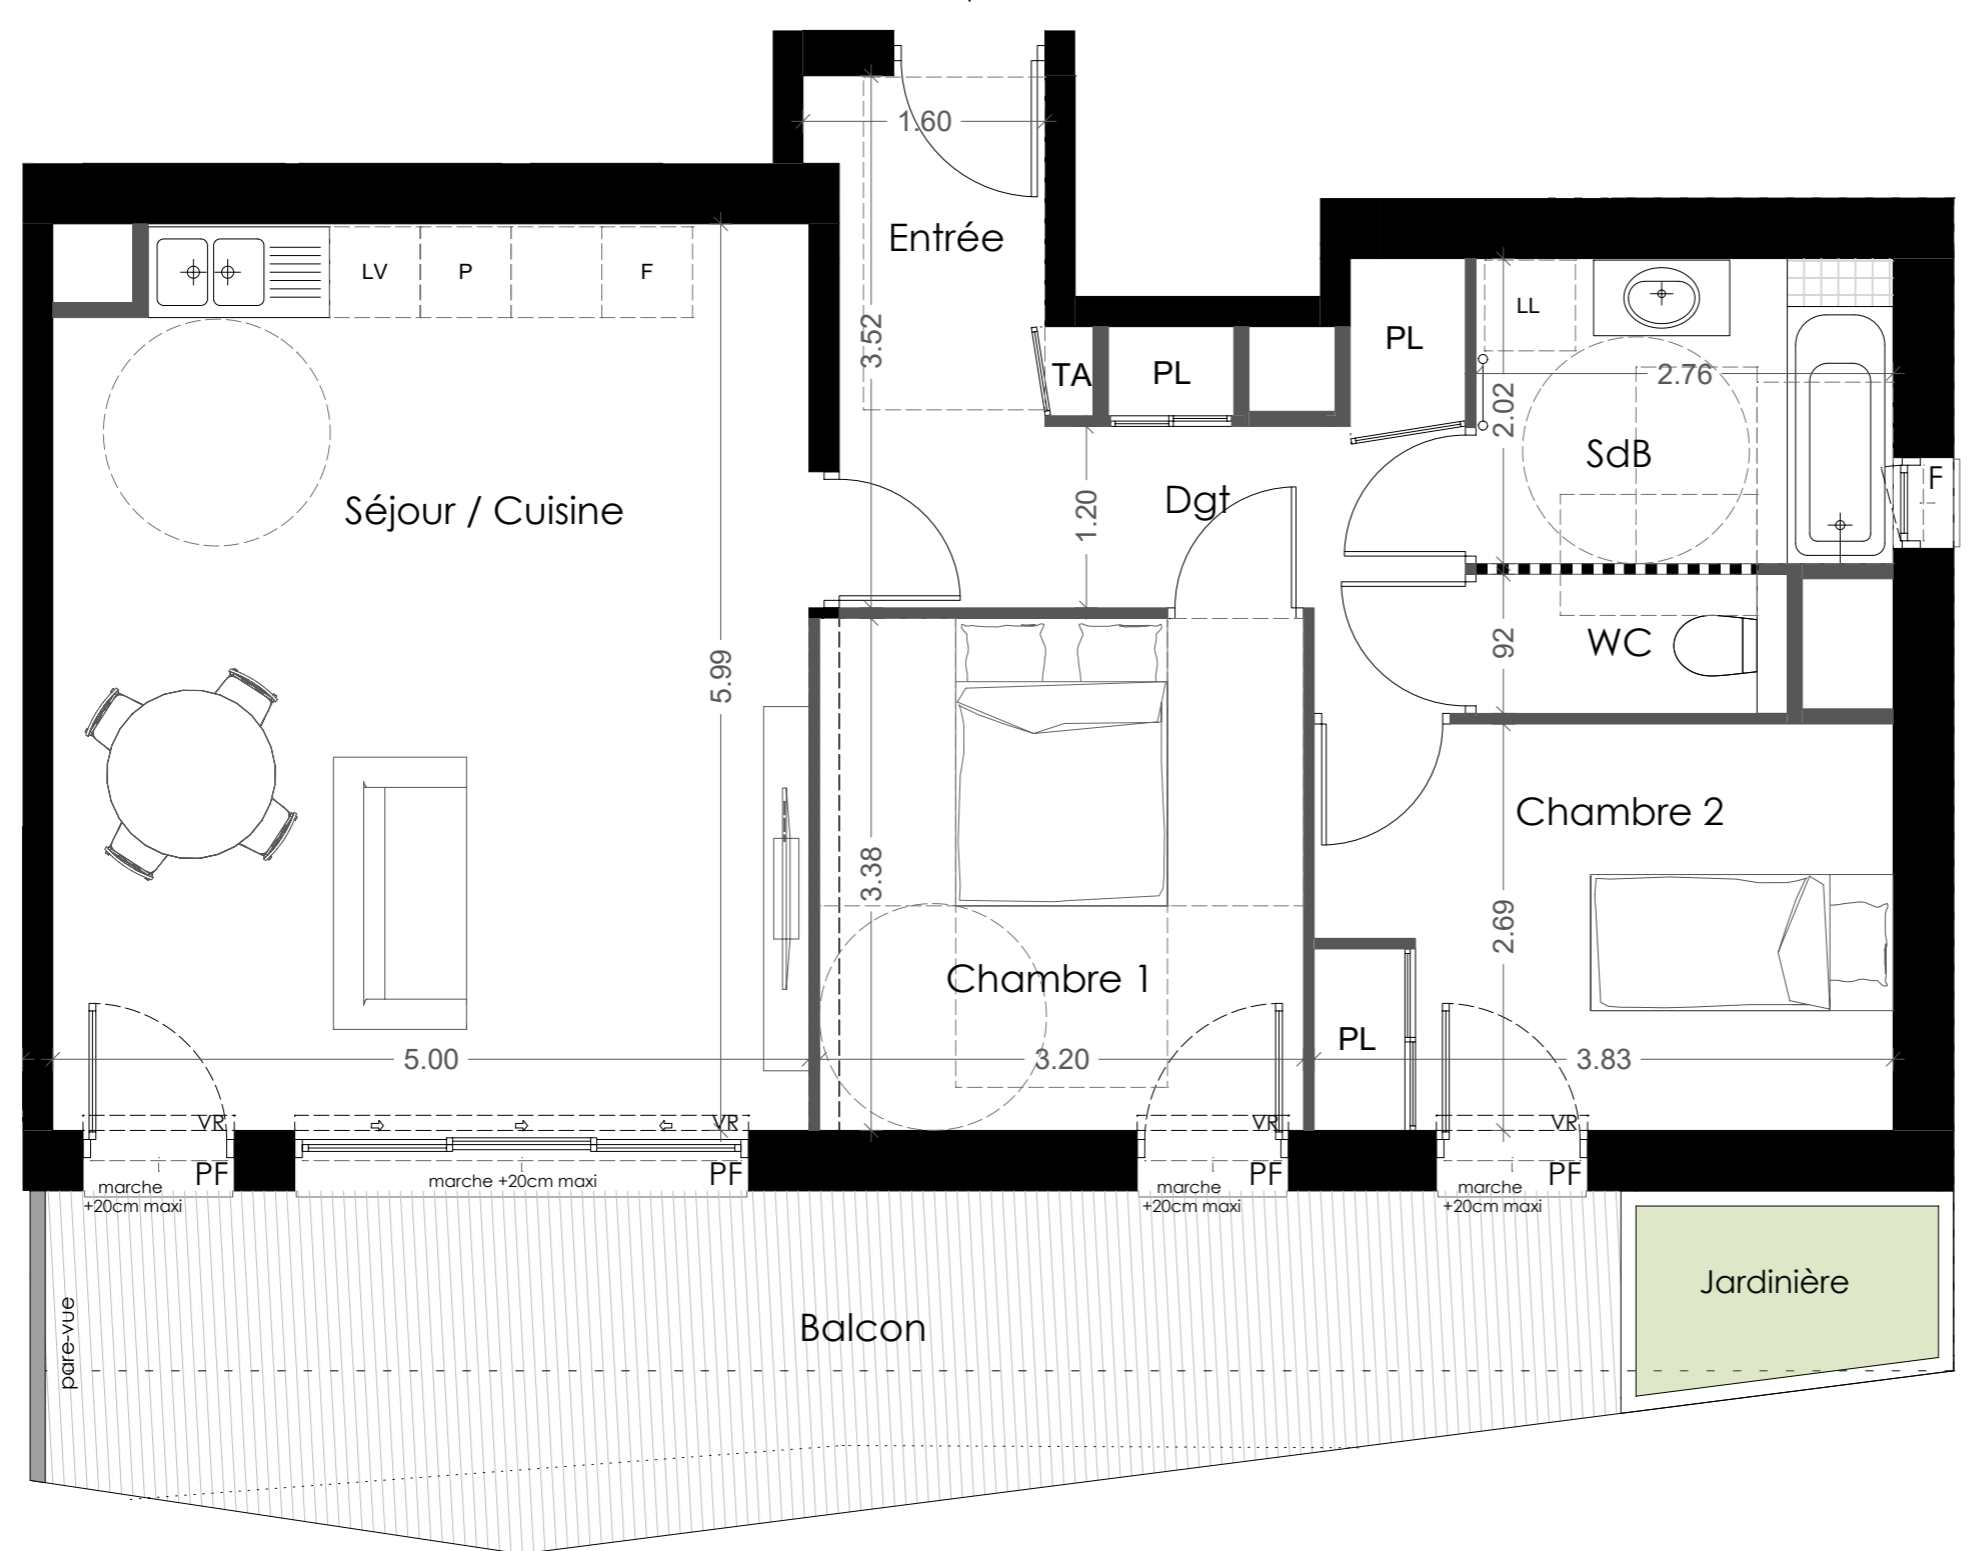 1.60
Entrée
LV
P
F
3.52
TA
PL
PL
LL
2.76
2.02
SdB
F
Séjour / Cuisine
1.20
Dgt
5.99
92
WC
Chambre 2
3.38
2.69
Chambre 1
PL
5.00
3.20
3.83
VR
VR
VR
VR
PF
marche
+20cm maxi
marche +20cm maxi
PF
marche
+20cm maxi
PF
marche
+20cm maxi
PF
pare-vue
Balcon
Jardinière